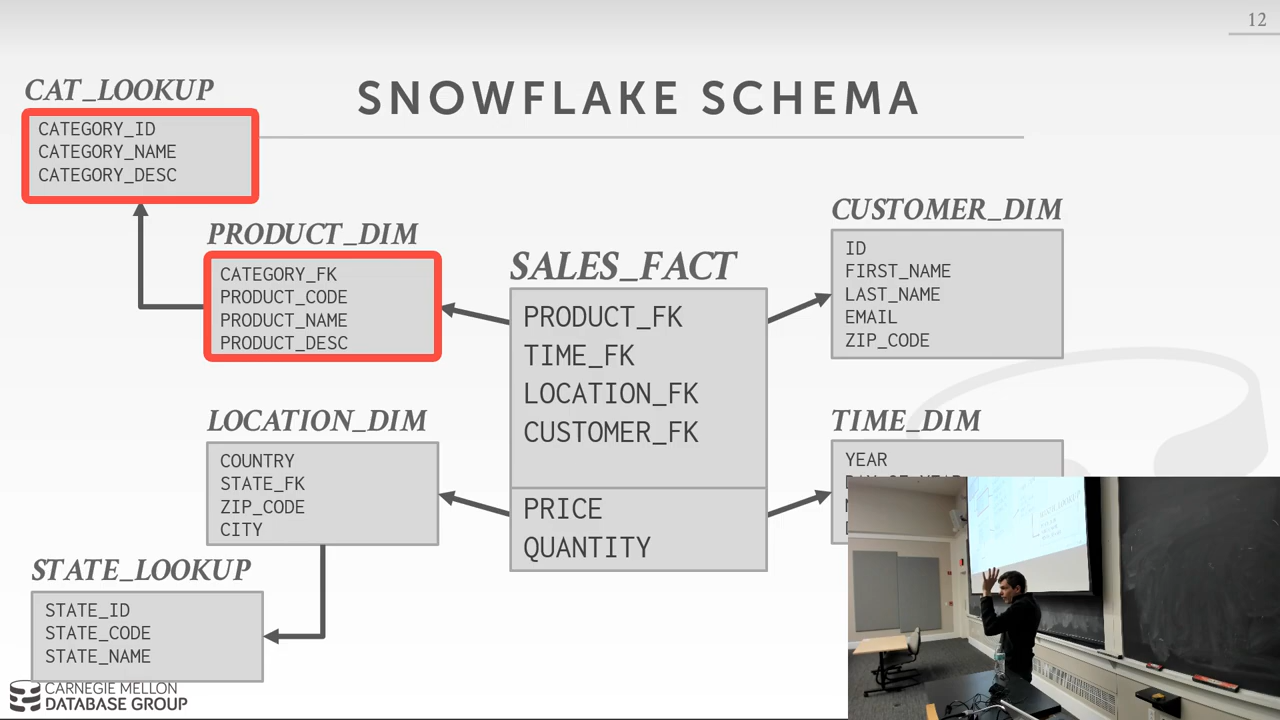 12
SNOWFLAKE SCHEMA
CAT_LOOKUP
CATEGORY_ID
CATEGORY_NAME
CATEGORY_DESC
PRODUCT_DIM
CATEGORY_FK
PRODUCT_CODE
PRODUCT_NAME
PRODUCT_DESC
SALES_FACT
PRODUCT_FK
TIME_FK
LOCATION_FK
CUSTOMER_FK
PRICE
QUANTITY
CUSTOMER_DIM
ID
FIRST_NAME
LAST_NAME
EMAIL
ZIP_CODE
LOCATION_DIM
COUNTRY
STATE_FK
ZIP_CODE
CITY
TIME_DIM
YEAR
STATE_LOOKUP
STATE_ID
STATE_CODE
STATE_NAME
CARNEGIE MELLON
DATABASE GROUP